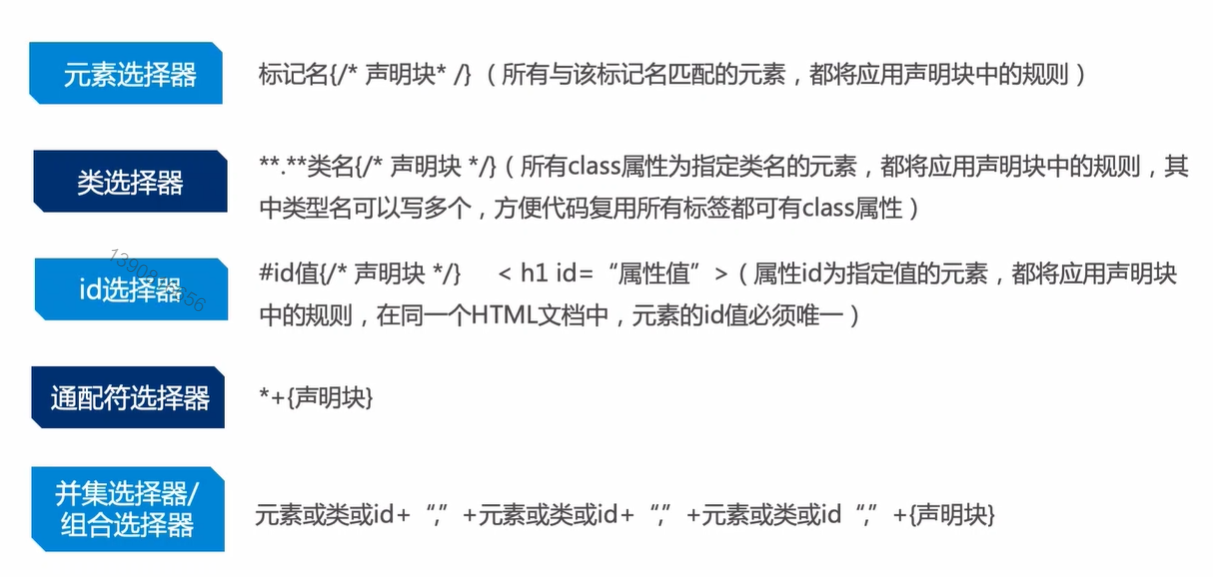 元素选择器
标记名{/* 声明块* /} （所有与该标记名匹配的元素，都将应用声明块中的规则）
类选择器
**.**类名{/* 声明块 */}（所有class属性为指定类名的元素，都将应用声明块中的规则，其
中类型名可以写多个，方便代码复用所有标签都可有class属性）
id选择器
#id值{/* 声明块 */} < h1 id=“属性值”>（属性id为指定值的元素，都将应用声明块
中的规则，在同一个HTML文档中，元素的id值必须唯一）
通配符选择器
*+{声明块}
并集选择器/
组合选择器
元素或类或id+“,”+元素或类或id+“,”+元素或类或id“,”+{声明块}